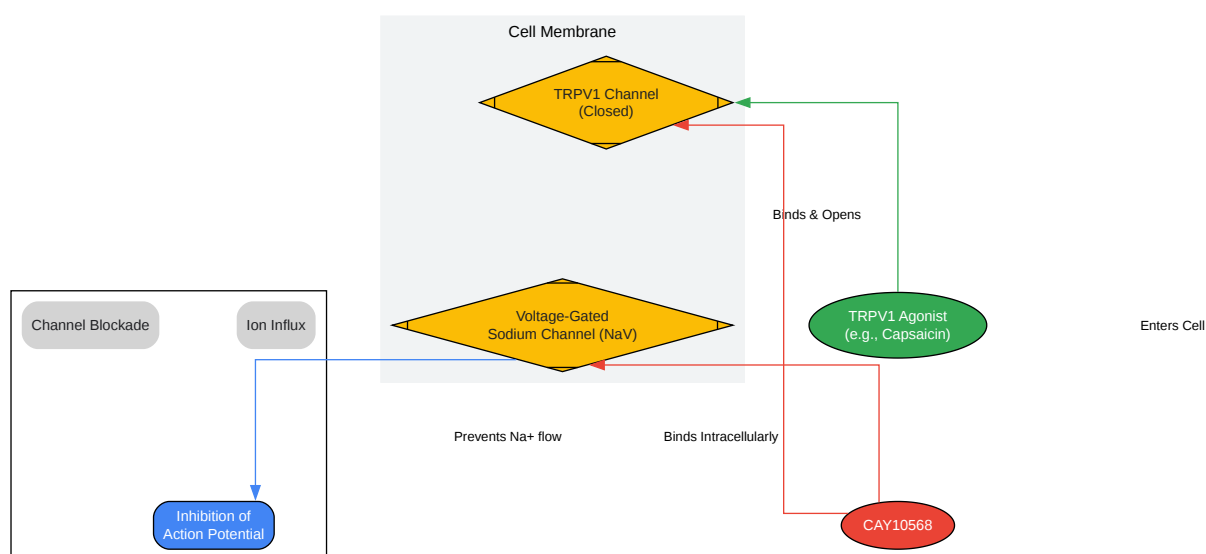 Cell Membrane
TRPV1 Channel
(Closed)
Binds & Opens
Channel Blockade
Ion Influx
Voltage-Gated
Sodium Channel (NaV)
TRPV1 Agonist
(e.g., Capsaicin)
Enters Cell
Prevents Na+ flow
Binds Intracellularly
Inhibition of
Action Potential
CAY10568